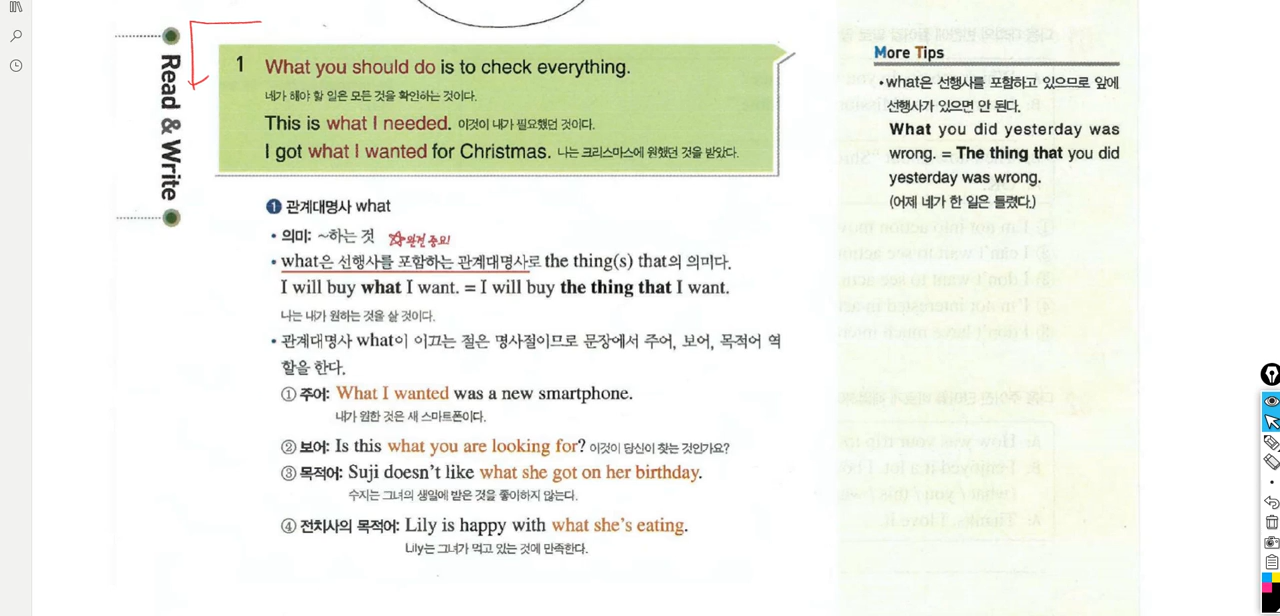 Read & Write
1 What you should do is to check everything.
네가 해야 할 일은 모든 것을 확인하는 것이다.
This is what I needed. 이것이 내가 필요했던 것이다.
I got what I wanted for Christmas. 나는 크리스마스에 원했던 것을 받았다.
1 관계대명사 what
• 의미: ~하는 것 ☆완전 중요!
• what은 선행사를 포함하는 관계대명사로 the thing(s) that의 의미다.
I will buy what I want. = I will buy the thing that I want.
나는 내가 원하는 것을 살 것이다.
• 관계대명사 what이 이끄는 절은 명사절이므로 문장에서 주어, 보어, 목적어 역
할을 한다.
① 주어: What I wanted was a new smartphone.
내가 원한 것은 새 스마트폰이다.
② 보어: Is this what you are looking for? 이것이 당신이 찾는 것인가요?
③ 목적어: Suji doesn't like what she got on her birthday.
수지는 그녀의 생일에 받은 것을 좋아하지 않는다.
④ 전치사의 목적어: Lily is happy with what she's eating.
Lily는 그녀가 먹고 있는 것에 만족한다.
More Tips
• what은 선행사를 포함하고 있으므로 앞에
선행사가 있으면 안 된다.
What you did yesterday was
wrong. = The thing that you did
yesterday was wrong.
(어제 네가 한 일은 틀렸다.)